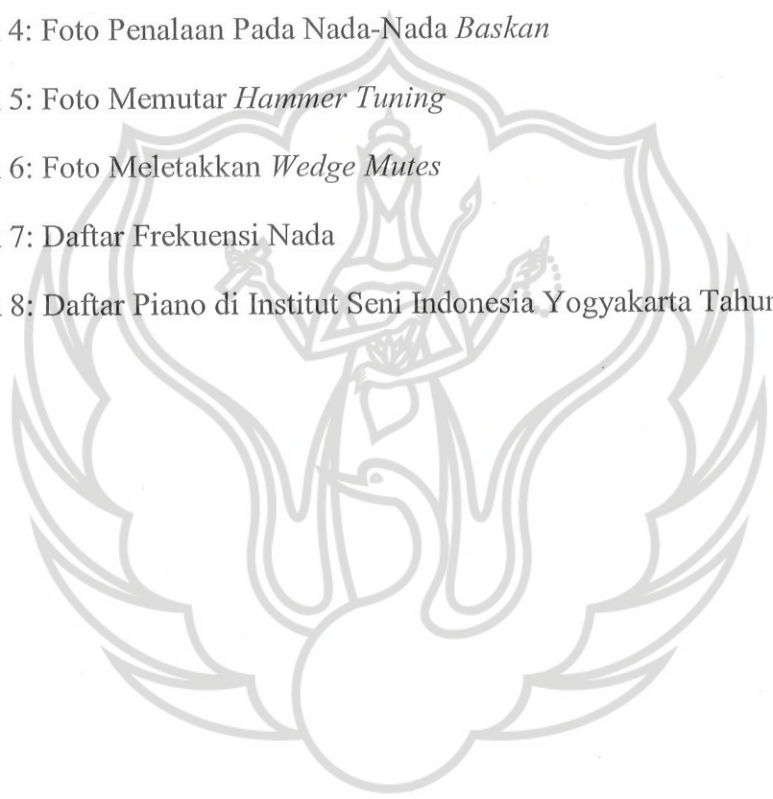 4: Foto Penalaan Pada Nada-Nada Baskan
5: Foto Memutar Hammer Tuning
6: Foto Meletakkan Wedge Mutes
7: Daftar Frekuensi Nada
8: Daftar Piano di Institut Seni Indonesia Yogyakarta Tahun